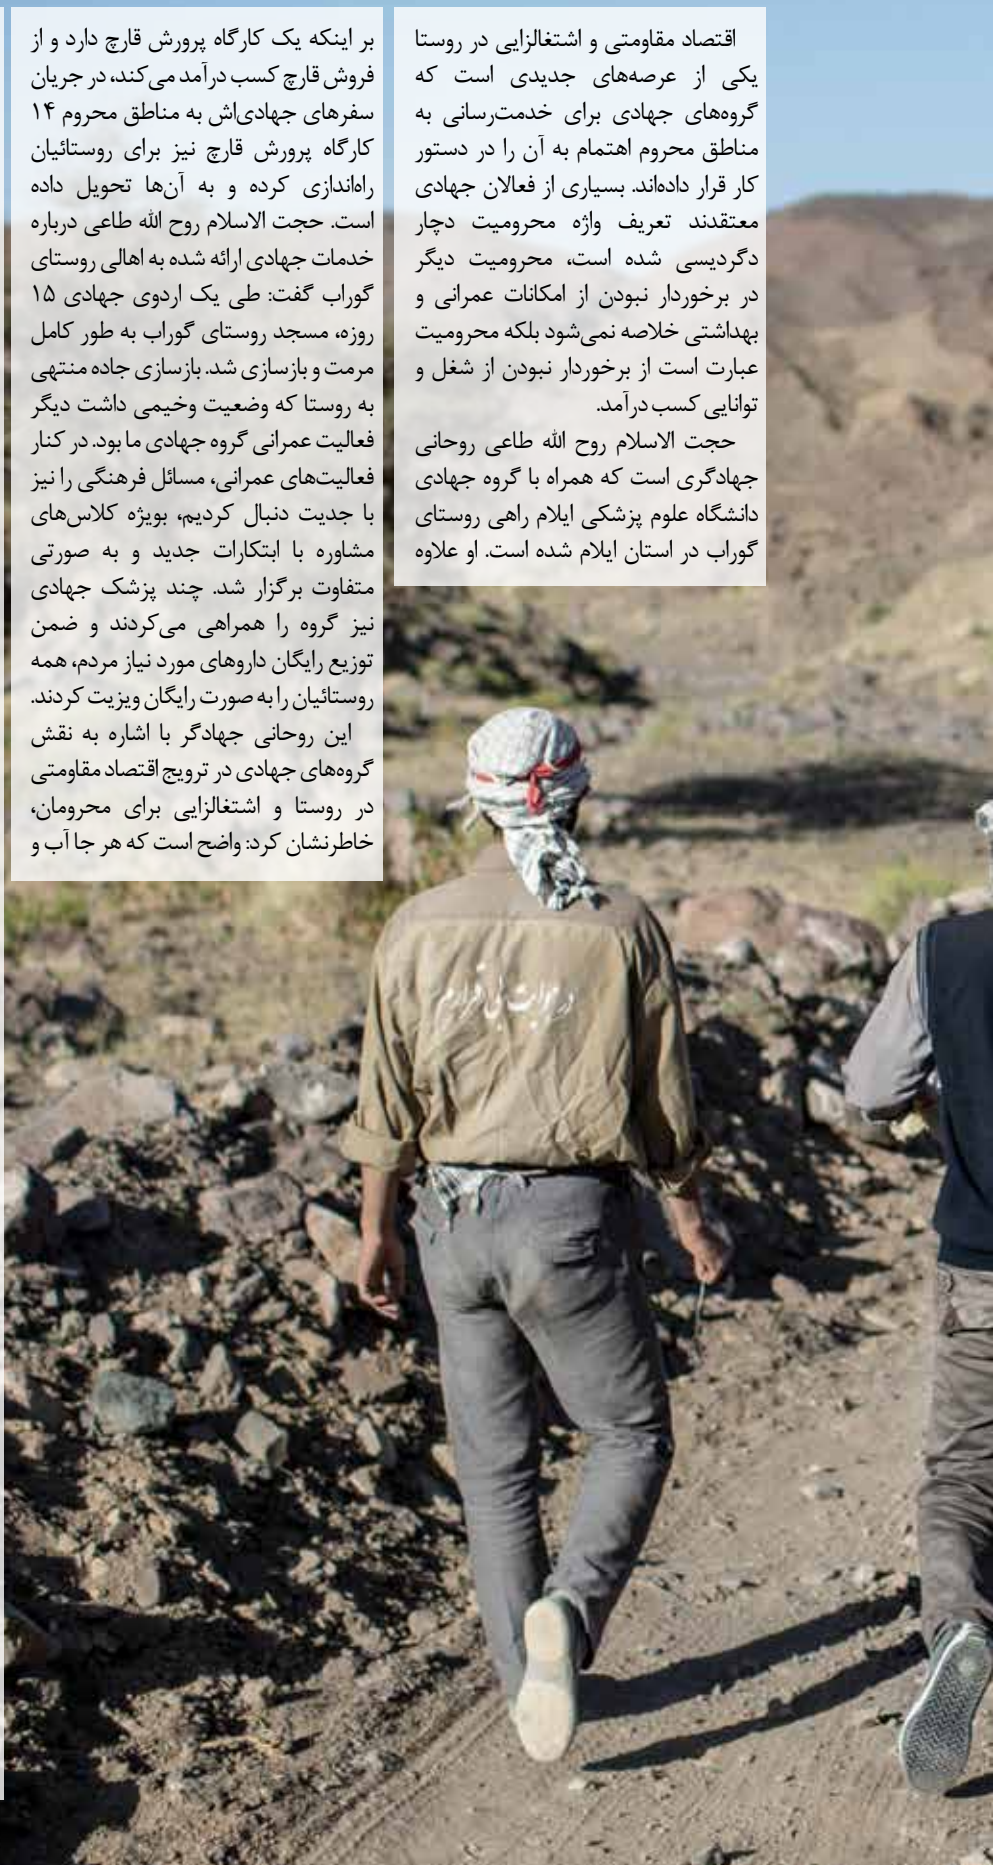 اقتصاد مقاومتی و اشتغالزایی در روستا
یکی از عرصه‌های جدیدی است که
گروه‌های جهادی برای خدمت‌رسانی به
مناطق محروم اهتمام به آن را در دستور
کار قرار داده‌اند. بسیاری از فعالان جهادی
معتقدند تعریف واژه محرومیت دچار
دگردیسی شده است، محرومیت دیگر
در برخوردار نبودن از امکانات عمرانی و
بهداشتی خلاصه نمی‌شود بلکه محرومیت
عبارت است از برخوردار نبودن از شغل و
توانایی کسب درآمد.
حجت الاسلام روح الله طاعی روحانی
جهادگری است که همراه با گروه جهادی
دانشگاه علوم پزشکی ایلام راهی روستای
گوراب در استان ایلام شده است. او علاوه
بر اینکه یک کارگاه پرورش قارچ دارد و از
فروش قارچ کسب درآمد می‌کند، در جریان
سفرهای جهادی‌اش به مناطق محروم ۱۴
کارگاه پرورش قارچ نیز برای روستائیان
راه‌اندازی کرده و به آن‌ها تحویل داده
است. حجت الاسلام روح الله طاعی درباره
خدمات جهادی ارائه شده به اهالی روستای
گوراب گفت: طی یک اردوی جهادی ۱۵
روزه، مسجد روستای گوراب به طور کامل
مرمت و بازسازی شد. بازسازی جاده منتهی
به روستا که وضعیت وخیمی داشت دیگر
فعالیت عمرانی گروه جهادی ما بود. در کنار
فعالیت‌های عمرانی، مسائل فرهنگی را نیز
با جدیت دنبال کردیم، بویژه کلاس‌های
مشاوره با ابتکارات جدید و به صورتی
متفاوت برگزار شد. چند پزشک جهادی
نیز گروه را همراهی می‌کردند و ضمن
توزیع رایگان داروهای مورد نیاز مردم، همه
روستائیان را به صورت رایگان ویزیت کردند.
این روحانی جهادگر با اشاره به نقش
گروه‌های جهادی در ترویج اقتصاد مقاومتی
در روستا و اشتغالزایی برای محرومان،
خاطرنشان کرد: واضح است که هر جا آب و
در هوایت بی قرارم